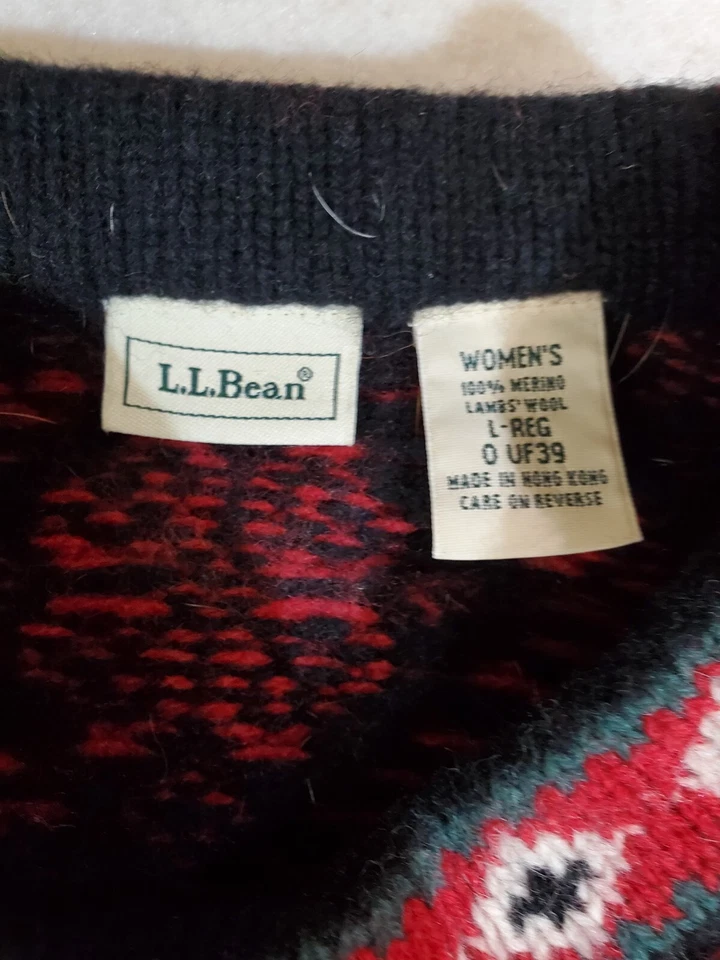 L.L.Bean®
WOMEN'S
100% MERINO
LAMBS' WOOL
L-REG
0 UF39
MADE IN HONG KONG
CARE ON REVERSE